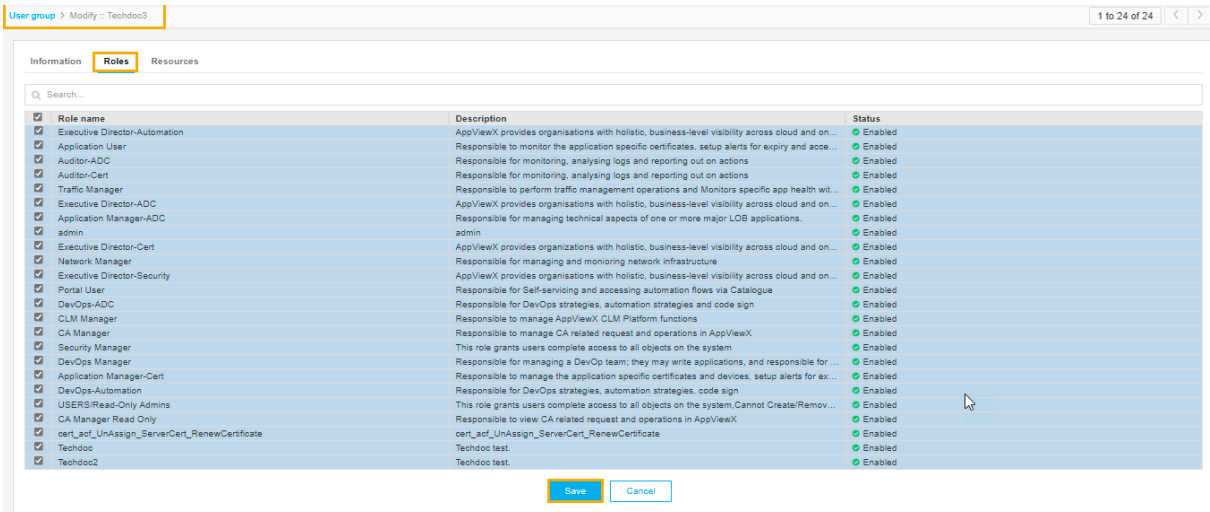 User group > Modify :: Techdoc3
1 to 24 of 24 < >
Information Roles Resources
Search...
Role name Description Status
Executive Director-Automation AppViewX provides organisations with holistic, business-level visibility across cloud and on... Enabled
Application User Responsible to monitor the application specific certificates, setup alerts for expiry and acce... Enabled
Auditor-ADC Responsible for monitoring, analysing logs and reporting out on actions Enabled
Auditor-Cert Responsible for monitoring, analysing logs and reporting out on actions Enabled
Traffic Manager Responsible to perform traffic management operations and Monitors specific app health wit... Enabled
Executive Director-ADC AppViewX provides organisations with holistic, business-level visibility across cloud and on... Enabled
Application Manager-ADC Responsible for managing technical aspects of one or more major LOB applications. Enabled
admin admin Enabled
Executive Director-Cert AppViewX provides organizations with holistic, business-level visibility across cloud and on... Enabled
Network Manager Responsible for managing and monioring network infrastructure Enabled
Executive Director-Security AppViewX provides organisations with holistic, business-level visibility across cloud and on... Enabled
Portal User Responsible for Self-servicing and accessing automation flows via Catalogue Enabled
DevOps-ADC Responsible for DevOps strategies, automation strategies and code sign Enabled
CLM Manager Responsible to manage AppViewX CLM Platform functions Enabled
CA Manager Responsible to manage CA related request and operations in AppViewX Enabled
Security Manager This role grants users complete access to all objects on the system Enabled
DevOps Manager Responsible for managing a DevOp team; they may write applications, and responsible for ... Enabled
Application Manager-Cert Responsible to manage the application specific certificates and devices, setup alerts for ex... Enabled
DevOps-Automation Responsible for DevOps strategies, automation strategies, code sign Enabled
USERS/Read-Only Admins This role grants users complete access to all objects on the system,Cannot Create/Remov... Enabled
CA Manager Read Only Responsible to view CA related request and operations in AppViewX Enabled
cert_acf_UnAssign_ServerCert_RenewCertificate cert_acf_UnAssign_ServerCert_RenewCertificate Enabled
Techdoc Techdoc test. Enabled
Techdoc2 Techdoc test. Enabled
Save Cancel